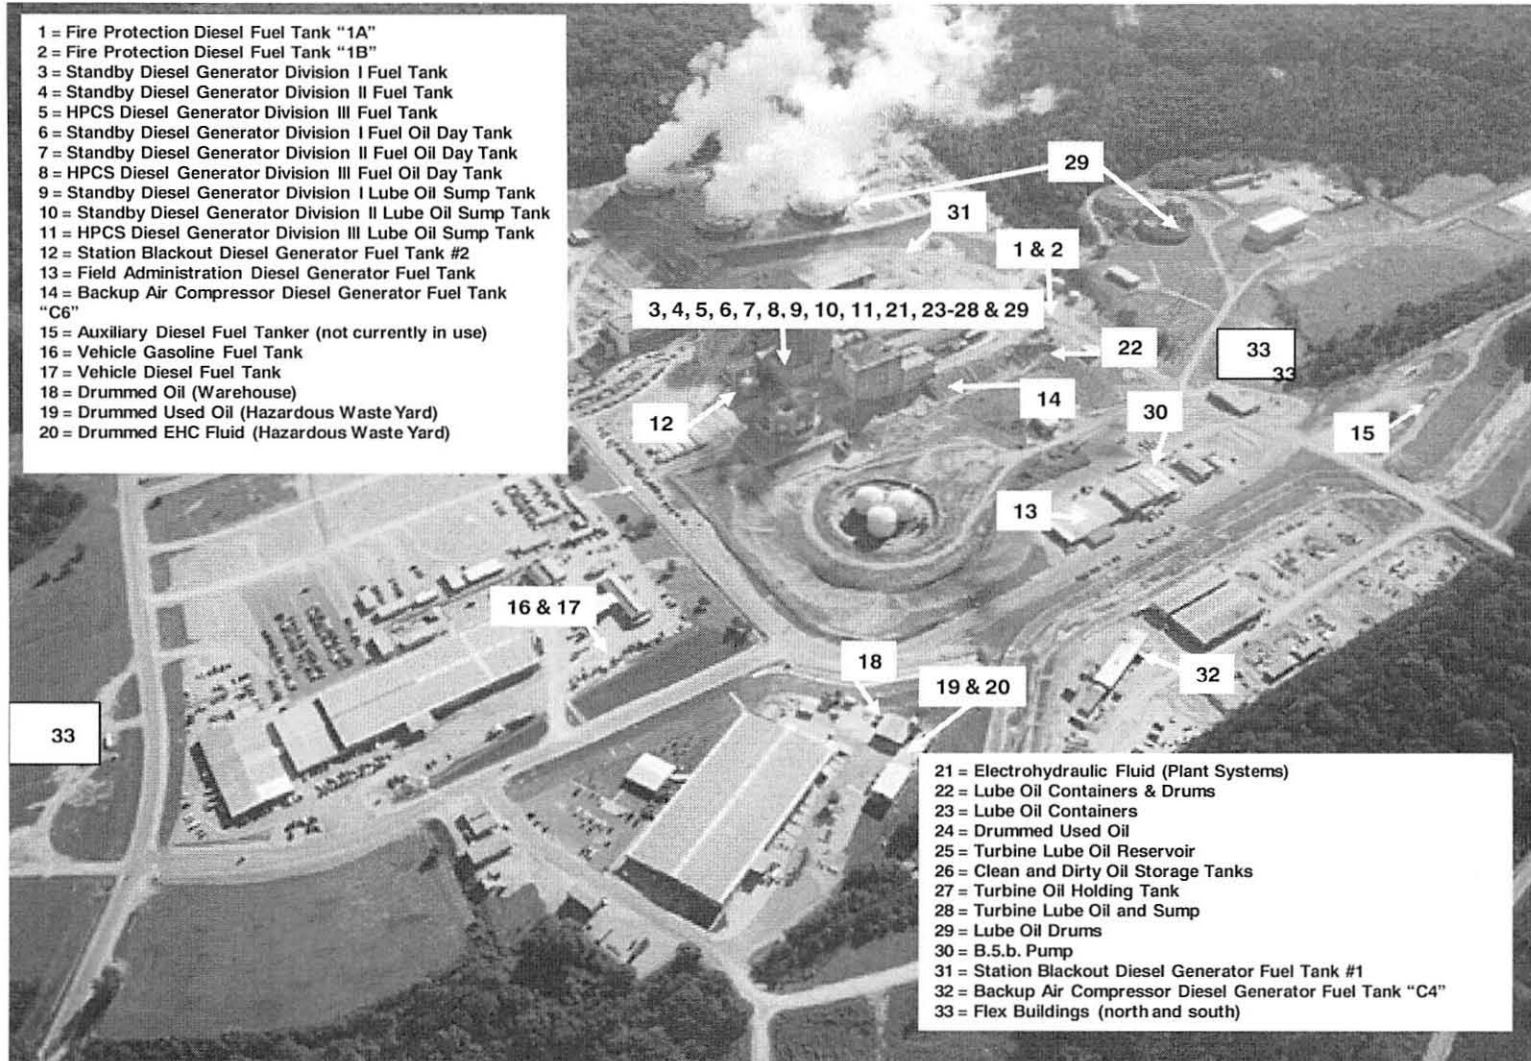 1 = Fire Protection Diesel Fuel Tank “1A”
2 = Fire Protection Diesel Fuel Tank “1B”
3 = Standby Diesel Generator Division I Fuel Tank
4 = Standby Diesel Generator Division II Fuel Tank
5 = HPCS Diesel Generator Division III Fuel Tank
6 = Standby Diesel Generator Division I Fuel Oil Day Tank
7 = Standby Diesel Generator Division II Fuel Oil Day Tank
8 = HPCS Diesel Generator Division III Fuel Oil Day Tank
9 = Standby Diesel Generator Division I Lube Oil Sump Tank
10 = Standby Diesel Generator Division II Lube Oil Sump Tank
11 = HPCS Diesel Generator Division III Lube Oil Sump Tank
12 = Station Blackout Diesel Generator Fuel Tank #2
13 = Field Administration Diesel Generator Fuel Tank
14 = Backup Air Compressor Diesel Generator Fuel Tank
“C6”
15 = Auxiliary Diesel Fuel Tanker (not currently in use)
16 = Vehicle Gasoline Fuel Tank
17 = Vehicle Diesel Fuel Tank
18 = Drummed Oil (Warehouse)
19 = Drummed Used Oil (Hazardous Waste Yard)
20 = Drummed EHC Fluid (Hazardous Waste Yard)
29
31
1 & 2
3, 4, 5, 6, 7, 8, 9, 10, 11, 21, 23-28 & 29
22
33
33
14
12
30
15
13
16 & 17
18
32
19 & 20
33
21 = Electrohydraulic Fluid (Plant Systems)
22 = Lube Oil Containers & Drums
23 = Lube Oil Containers
24 = Drummed Used Oil
25 = Turbine Lube Oil Reservoir
26 = Clean and Dirty Oil Storage Tanks
27 = Turbine Oil Holding Tank
28 = Turbine Lube Oil and Sump
29 = Lube Oil Drums
30 = B.5.b. Pump
31 = Station Blackout Diesel Generator Fuel Tank #1
32 = Backup Air Compressor Diesel Generator Fuel Tank “C4”
33 = Flex Buildings (north and south)